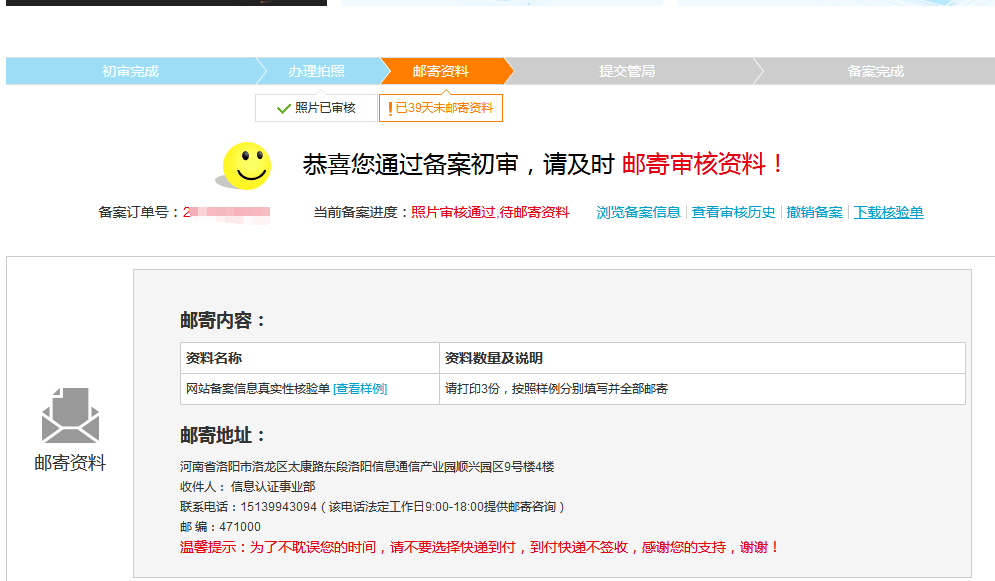 初审完成 办理拍照 邮寄资料 提交管局 备案完成
照片已审核 !已39天未邮寄资料
恭喜您通过备案初审，请及时 邮寄审核资料！
备案订单号：2 当前备案进度：照片审核通过,待邮寄资料 浏览备案信息 | 查看审核历史 | 撤销备案 | 下载核验单
邮寄内容：
资料名称 资料数量及说明
网站备案信息真实性核验单 [查看样例] 请打印3份，按照样例分别填写并全部邮寄
邮寄资料
邮寄地址：
河南省洛阳市洛龙区太康路东段洛阳信息通信产业园顺兴园区9号楼4楼
收件人： 信息认证事业部
联系电话：15139943094（该电话法定工作日9:00-18:00提供邮寄咨询）
邮 编：471000
温馨提示：为了不耽误您的时间，请不要选择快递到付，到付快递不签收，感谢您的支持，谢谢！